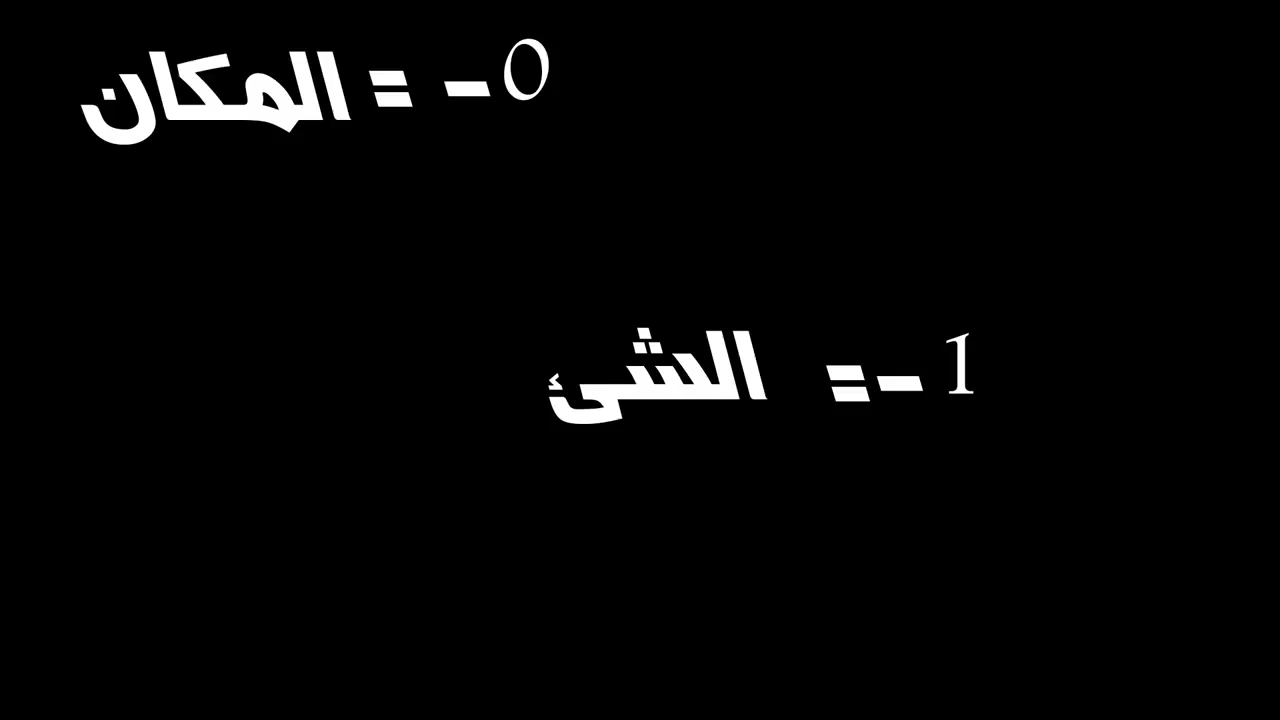 0- = المكان
1 -= الشئ